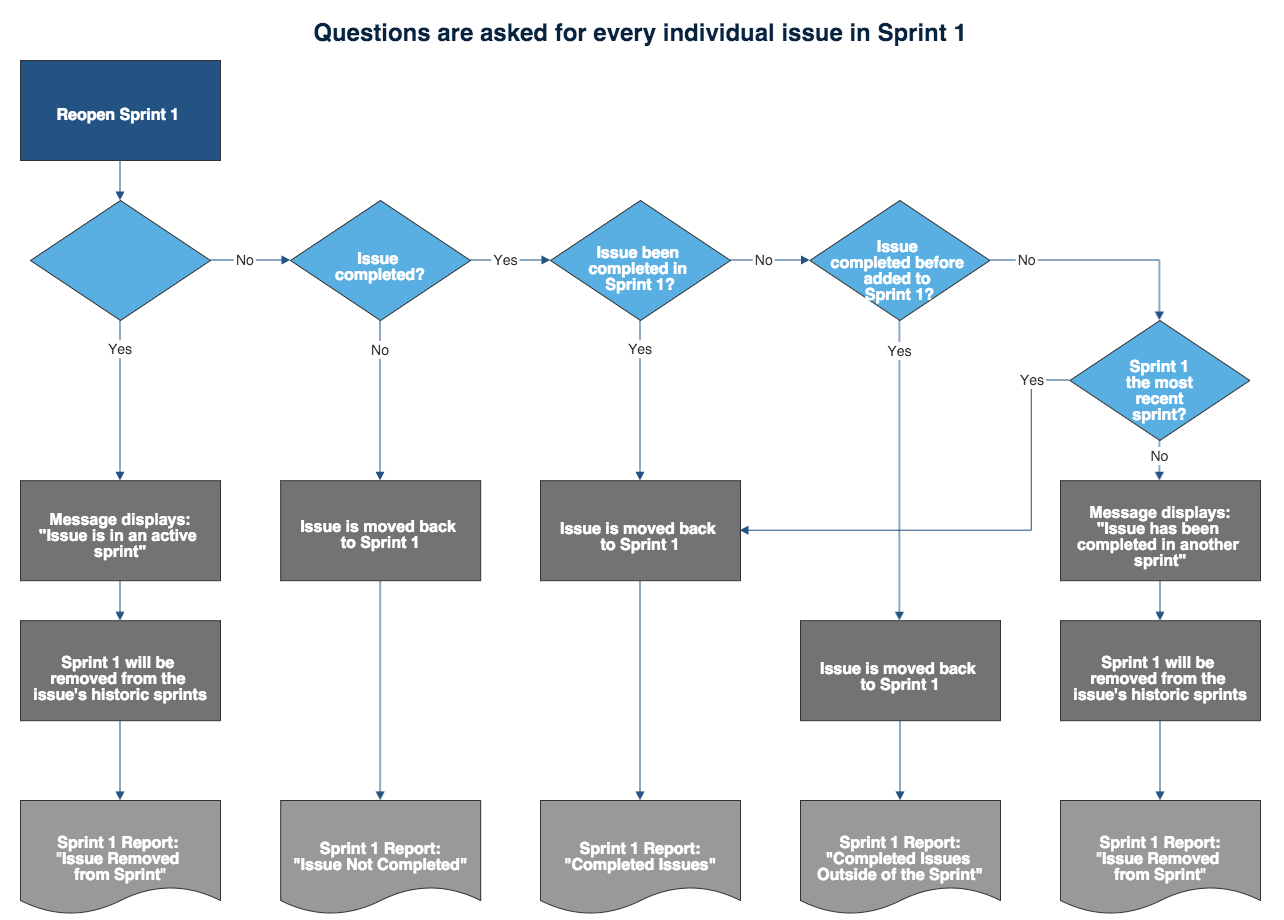 Questions are asked for every individual issue in Sprint 1
Reopen Sprint 1
No
Issue
completed?
Yes
Issue been
completed in
Sprint 1?
No
Issue
completed before
added to
Sprint 1?
No
Yes
No
Yes
Yes
Sprint 1
the most
recent
sprint?
Yes
No
Message displays:
"Issue is in an active
sprint"
Issue is moved back
to Sprint 1
Issue is moved back
to Sprint 1
Message displays:
"Issue has been
completed in another
sprint"
Sprint 1 will be
removed from the
issue's historic sprints
Issue is moved back
to Sprint 1
Sprint 1 will be
removed from the
issue's historic sprints
Sprint 1 Report:
"Issue Removed
from Sprint"
Sprint 1 Report:
"Issue Not Completed"
Sprint 1 Report:
"Completed Issues"
Sprint 1 Report:
"Completed Issues
Outside of the Sprint"
Sprint 1 Report:
"Issue Removed
from Sprint"